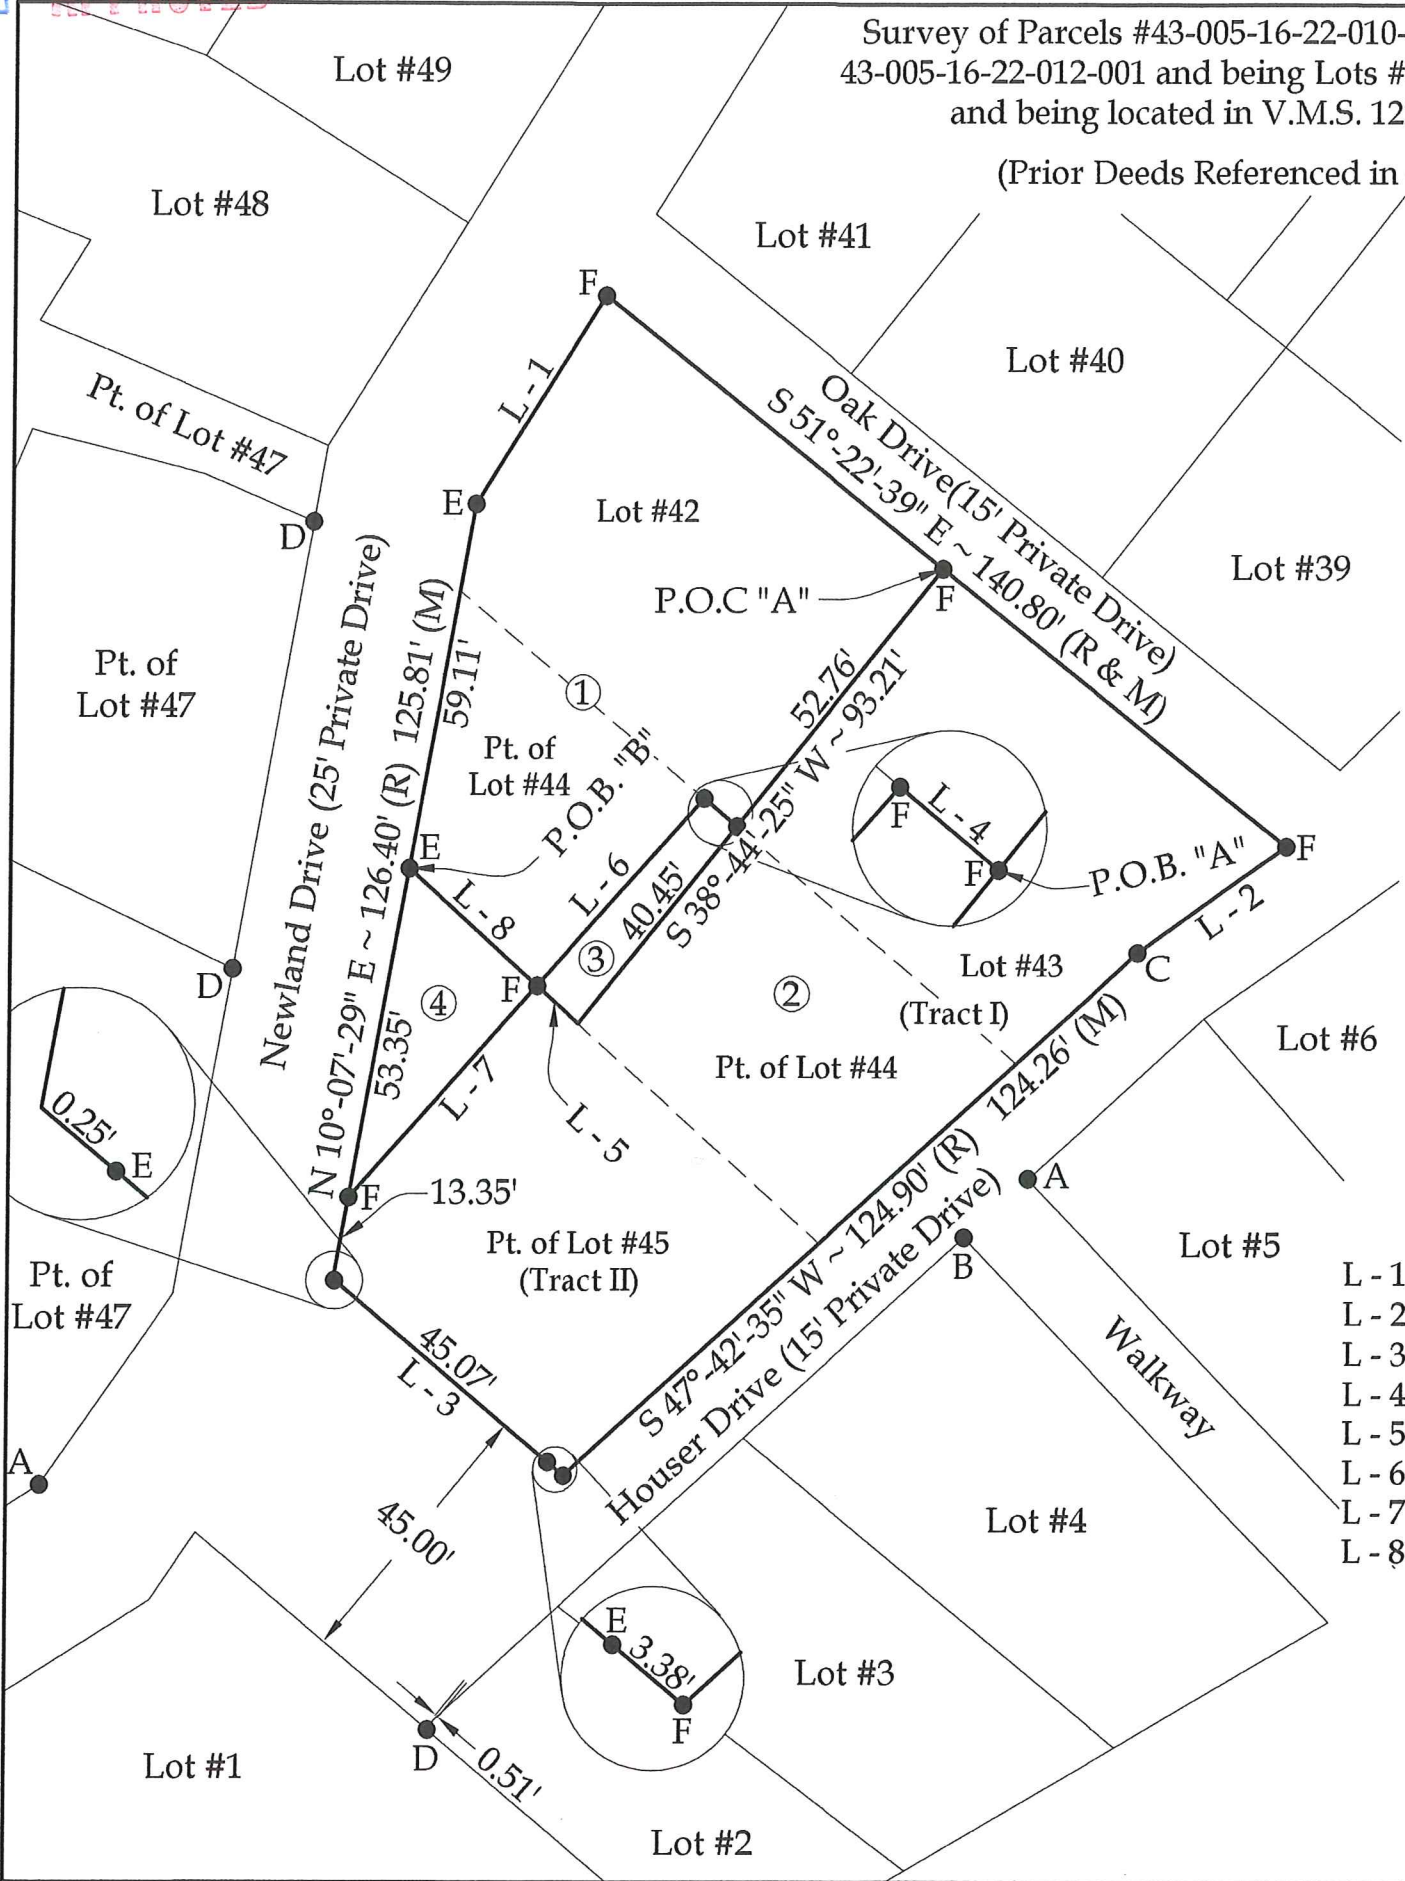 Survey of Parcels #43-005-16-22-010-
43-005-16-22-012-001 and being Lots #
and being located in V.M.S. 12
(Prior Deeds Referenced in
Lot #49
Lot #48
Lot #41
F
Lot #40
Pt. of Lot #47
L - 1
Oak Drive(15' Private Drive)
S 51°-22'-39" E ~ 140.80' (R & M)
E
Lot #42
D
Lot #39
P.O.C "A"
F
Newland Drive (25' Private Drive)
N 10°-07'-29" E ~ 126.40' (R) 125.81' (M)
59.11'
Pt. of
Lot #47
1
52.76'
S 38°-44'-25" W ~ 93.21'
Pt. of
Lot #44
P.O.B. "B"
F
L - 4
F
P.O.B. "A"
F
E
L - 8
L - 6
40.45'
L - 2
3
Lot #43
(Tract I)
C
D
4
F
2
53.35'
L - 7
L - 5
Pt. of Lot #44
124.26' (M)
Lot #6
0.25'
E
F
13.35'
A
Pt. of Lot #45
(Tract II)
S 47°-42'-35" W ~ 124.90' (R)
Houser Drive (15' Private Drive)
B
Lot #5
Pt. of
Lot #47
L - 1
L - 2
L - 3
L - 4
L - 5
L - 6
L - 7
L - 8
45.07'
L - 3
Walkway
A
45.00'
Lot #4
E
3.38'
F
Lot #3
D
0.51'
Lot #1
Lot #2